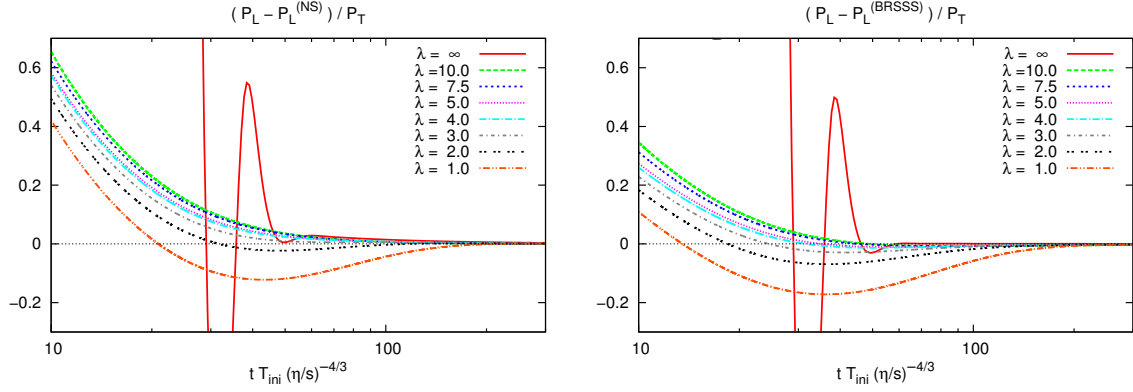 ( P_L – P_L^(NS) ) / P_T
0.6
0.4
0.2
0
−0.2
λ = ∞
λ =10.0
λ = 7.5
λ = 5.0
λ = 4.0
λ = 3.0
λ = 2.0
λ = 1.0
10
100
t T_ini (η/s)^−4/3
( P_L – P_L^(BRSSS) ) / P_T
0.6
0.4
0.2
0
−0.2
λ = ∞
λ =10.0
λ = 7.5
λ = 5.0
λ = 4.0
λ = 3.0
λ = 2.0
λ = 1.0
10
100
t T_ini (η/s)^−4/3